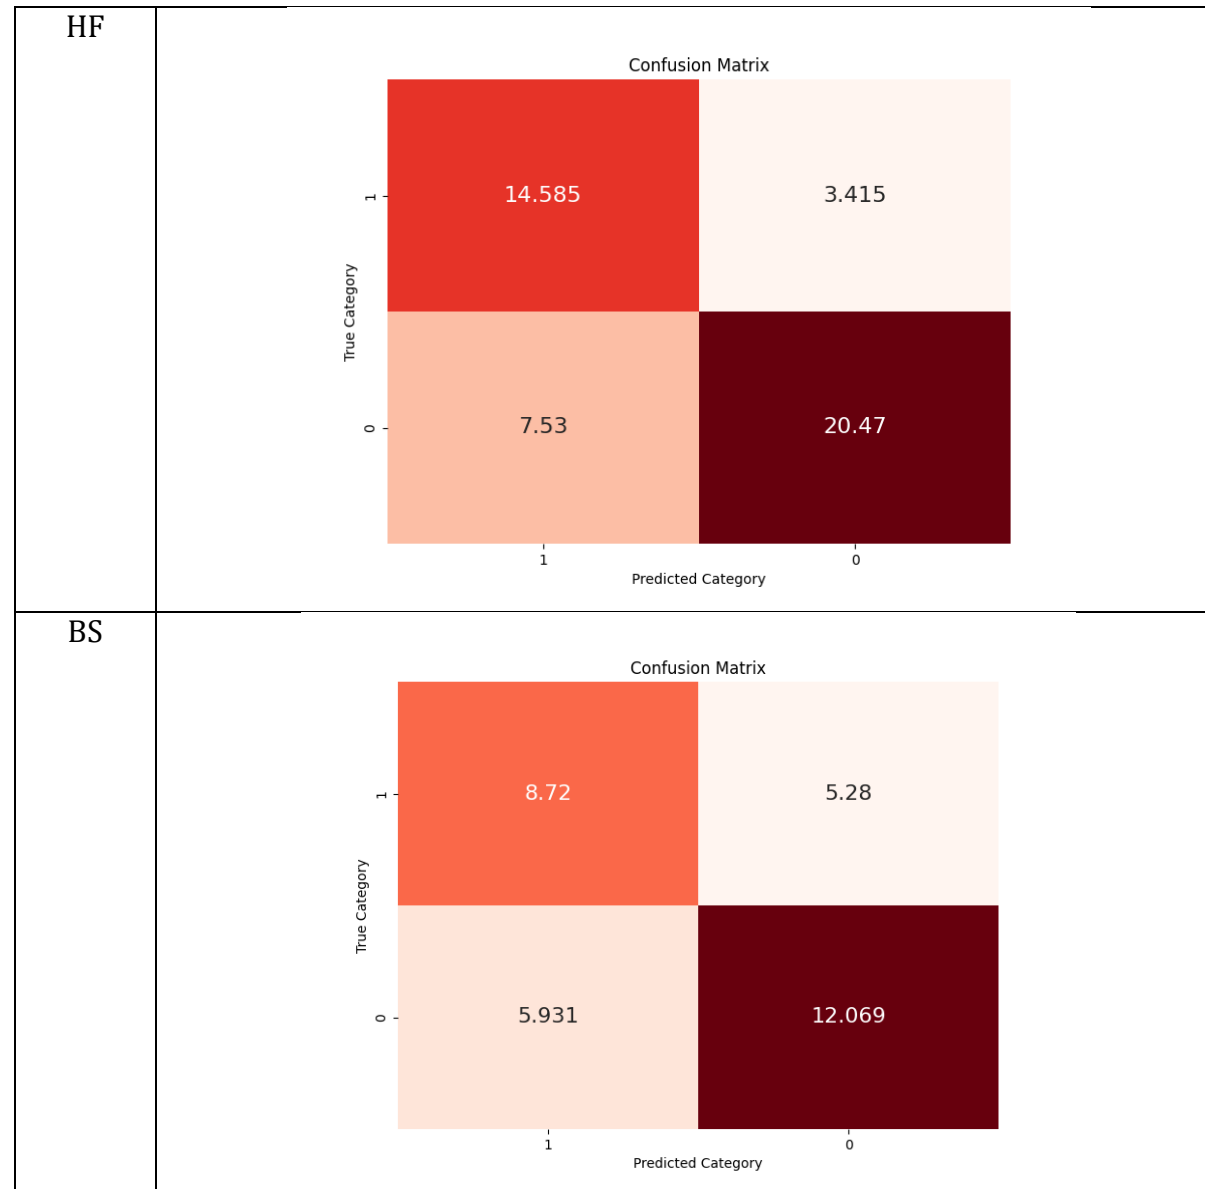 HF
Confusion Matrix
14.585 3.415
1
True Category
7.53 20.47
0
1 0
Predicted Category
BS
Confusion Matrix
8.72 5.28
1
True Category
5.931 12.069
0
1 0
Predicted Category